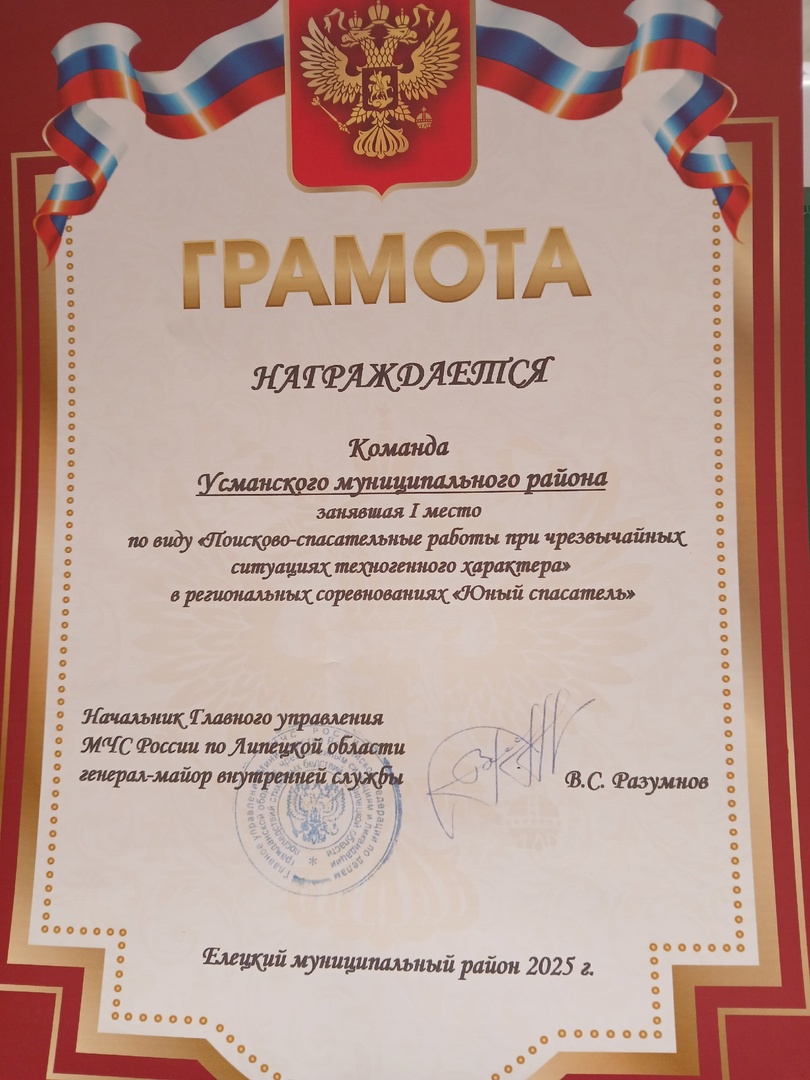 ГРАМОТА
НАГРАЖДАЕТСЯ
Команда
Усманского муниципального района
занявшая I место
по виду «Поисково-спасательные работы при чрезвычайных
ситуациях техногенного характера»
в региональных соревнованиях «Юный спасатель»
Начальник Главного управления
МЧС России по Липецкой области
генерал-майор внутренней службы
В.С. Разумнов
Елецкий муниципальный район 2025 г.